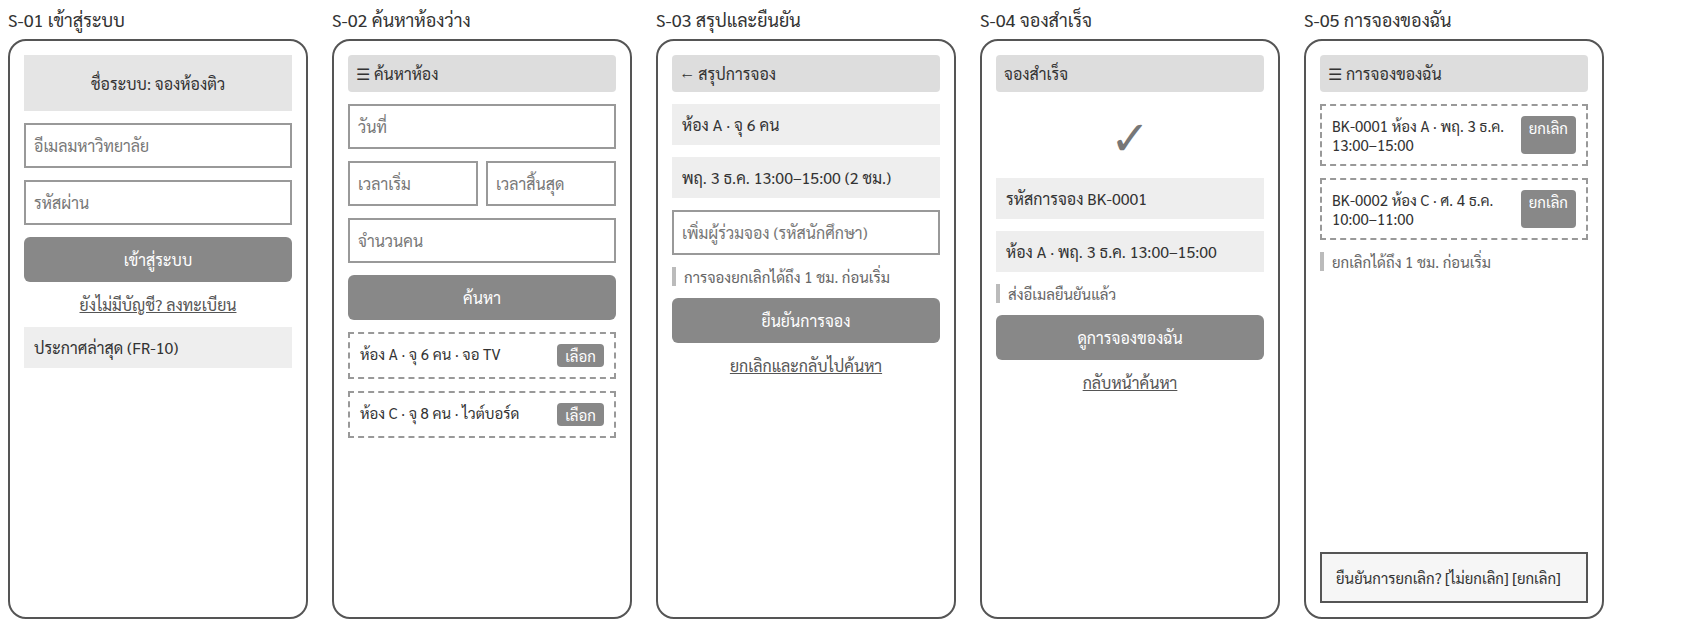 S-01 เข้าสู่ระบบ
ชื่อระบบ: จองห้องติว
อีเมลมหาวิทยาลัย
รหัสผ่าน
เข้าสู่ระบบ
ยังไม่มีบัญชี? ลงทะเบียน
ประกาศล่าสุด (FR-10)
S-02 ค้นหาห้องว่าง
☰ ค้นหาห้อง
วันที่
เวลาเริ่ม
เวลาสิ้นสุด
จำนวนคน
ค้นหา
ห้อง A · จุ 6 คน · จอ TV
เลือก
ห้อง C · จุ 8 คน · ไวต์บอร์ด
เลือก
S-03 สรุปและยืนยัน
← สรุปการจอง
ห้อง A · จุ 6 คน
พฤ. 3 ธ.ค. 13:00–15:00 (2 ชม.)
เพิ่มผู้ร่วมจอง (รหัสนักศึกษา)
การจองยกเลิกได้ถึง 1 ชม. ก่อนเริ่ม
ยืนยันการจอง
ยกเลิกและกลับไปค้นหา
S-04 จองสำเร็จ
จองสำเร็จ
✓
รหัสการจอง BK-0001
ห้อง A · พฤ. 3 ธ.ค. 13:00–15:00
ส่งอีเมลยืนยันแล้ว
ดูการจองของฉัน
กลับหน้าค้นหา
S-05 การจองของฉัน
☰ การจองของฉัน
BK-0001 ห้อง A · พฤ. 3 ธ.ค.
13:00–15:00
ยกเลิก
BK-0002 ห้อง C · ศ. 4 ธ.ค.
10:00–11:00
ยกเลิก
ยกเลิกได้ถึง 1 ชม. ก่อนเริ่ม
ยืนยันการยกเลิก? [ไม่ยกเลิก] [ยกเลิก]